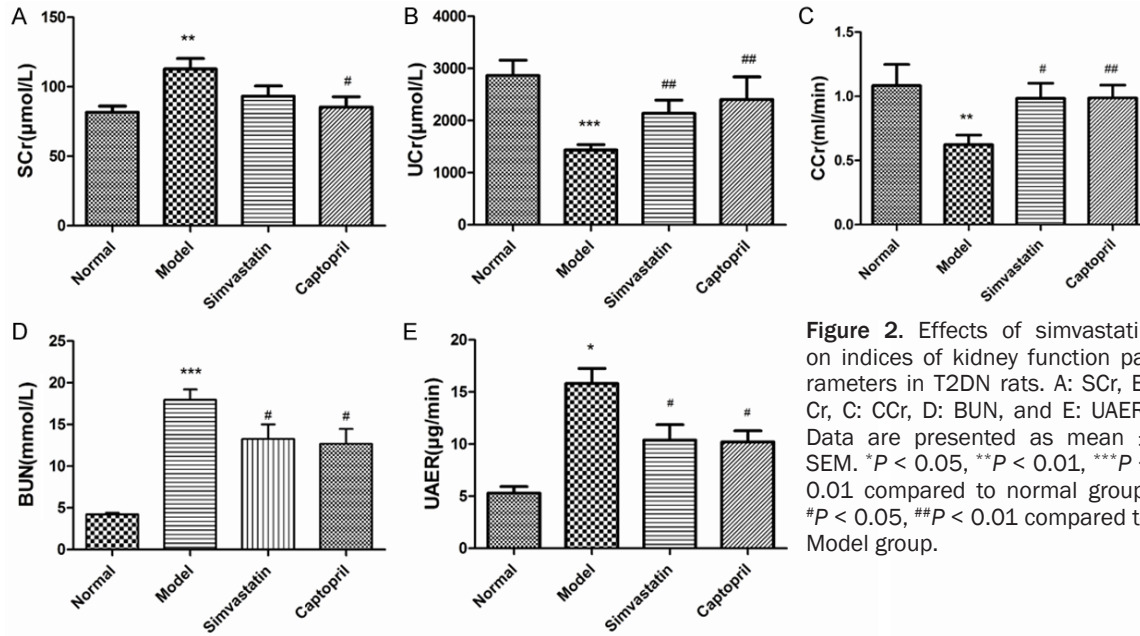 A
SCr(µmol/L)
150
100
50
0
**
#
Normal
Model
Simvastatin
Captopril
B
UCr(µmol/L)
4000
3000
2000
1000
0
***
##
##
Normal
Model
Simvastatin
Captopril
C
CCr(ml/min)
1.5
1.0
0.5
0.0
**
#
##
Normal
Model
Simvastatin
Captopril
D
BUN(mmol/L)
25
20
15
10
5
0
***
#
#
Normal
Model
Simvastatin
Captopril
E
UAER(µg/min)
20
15
10
5
0
*
#
#
Normal
Model
Simvastatin
Captopril
Figure 2. Effects of simvastatin
on indices of kidney function pa
rameters in T2DN rats. A: SCr,
Cr, C: CCr, D: BUN, and E: UAER
Data are presented as mean
SEM. *P < 0.05, **P < 0.01, ***P <
0.01 compared to normal group
#P < 0.05, ##P < 0.01 compared t
Model group.